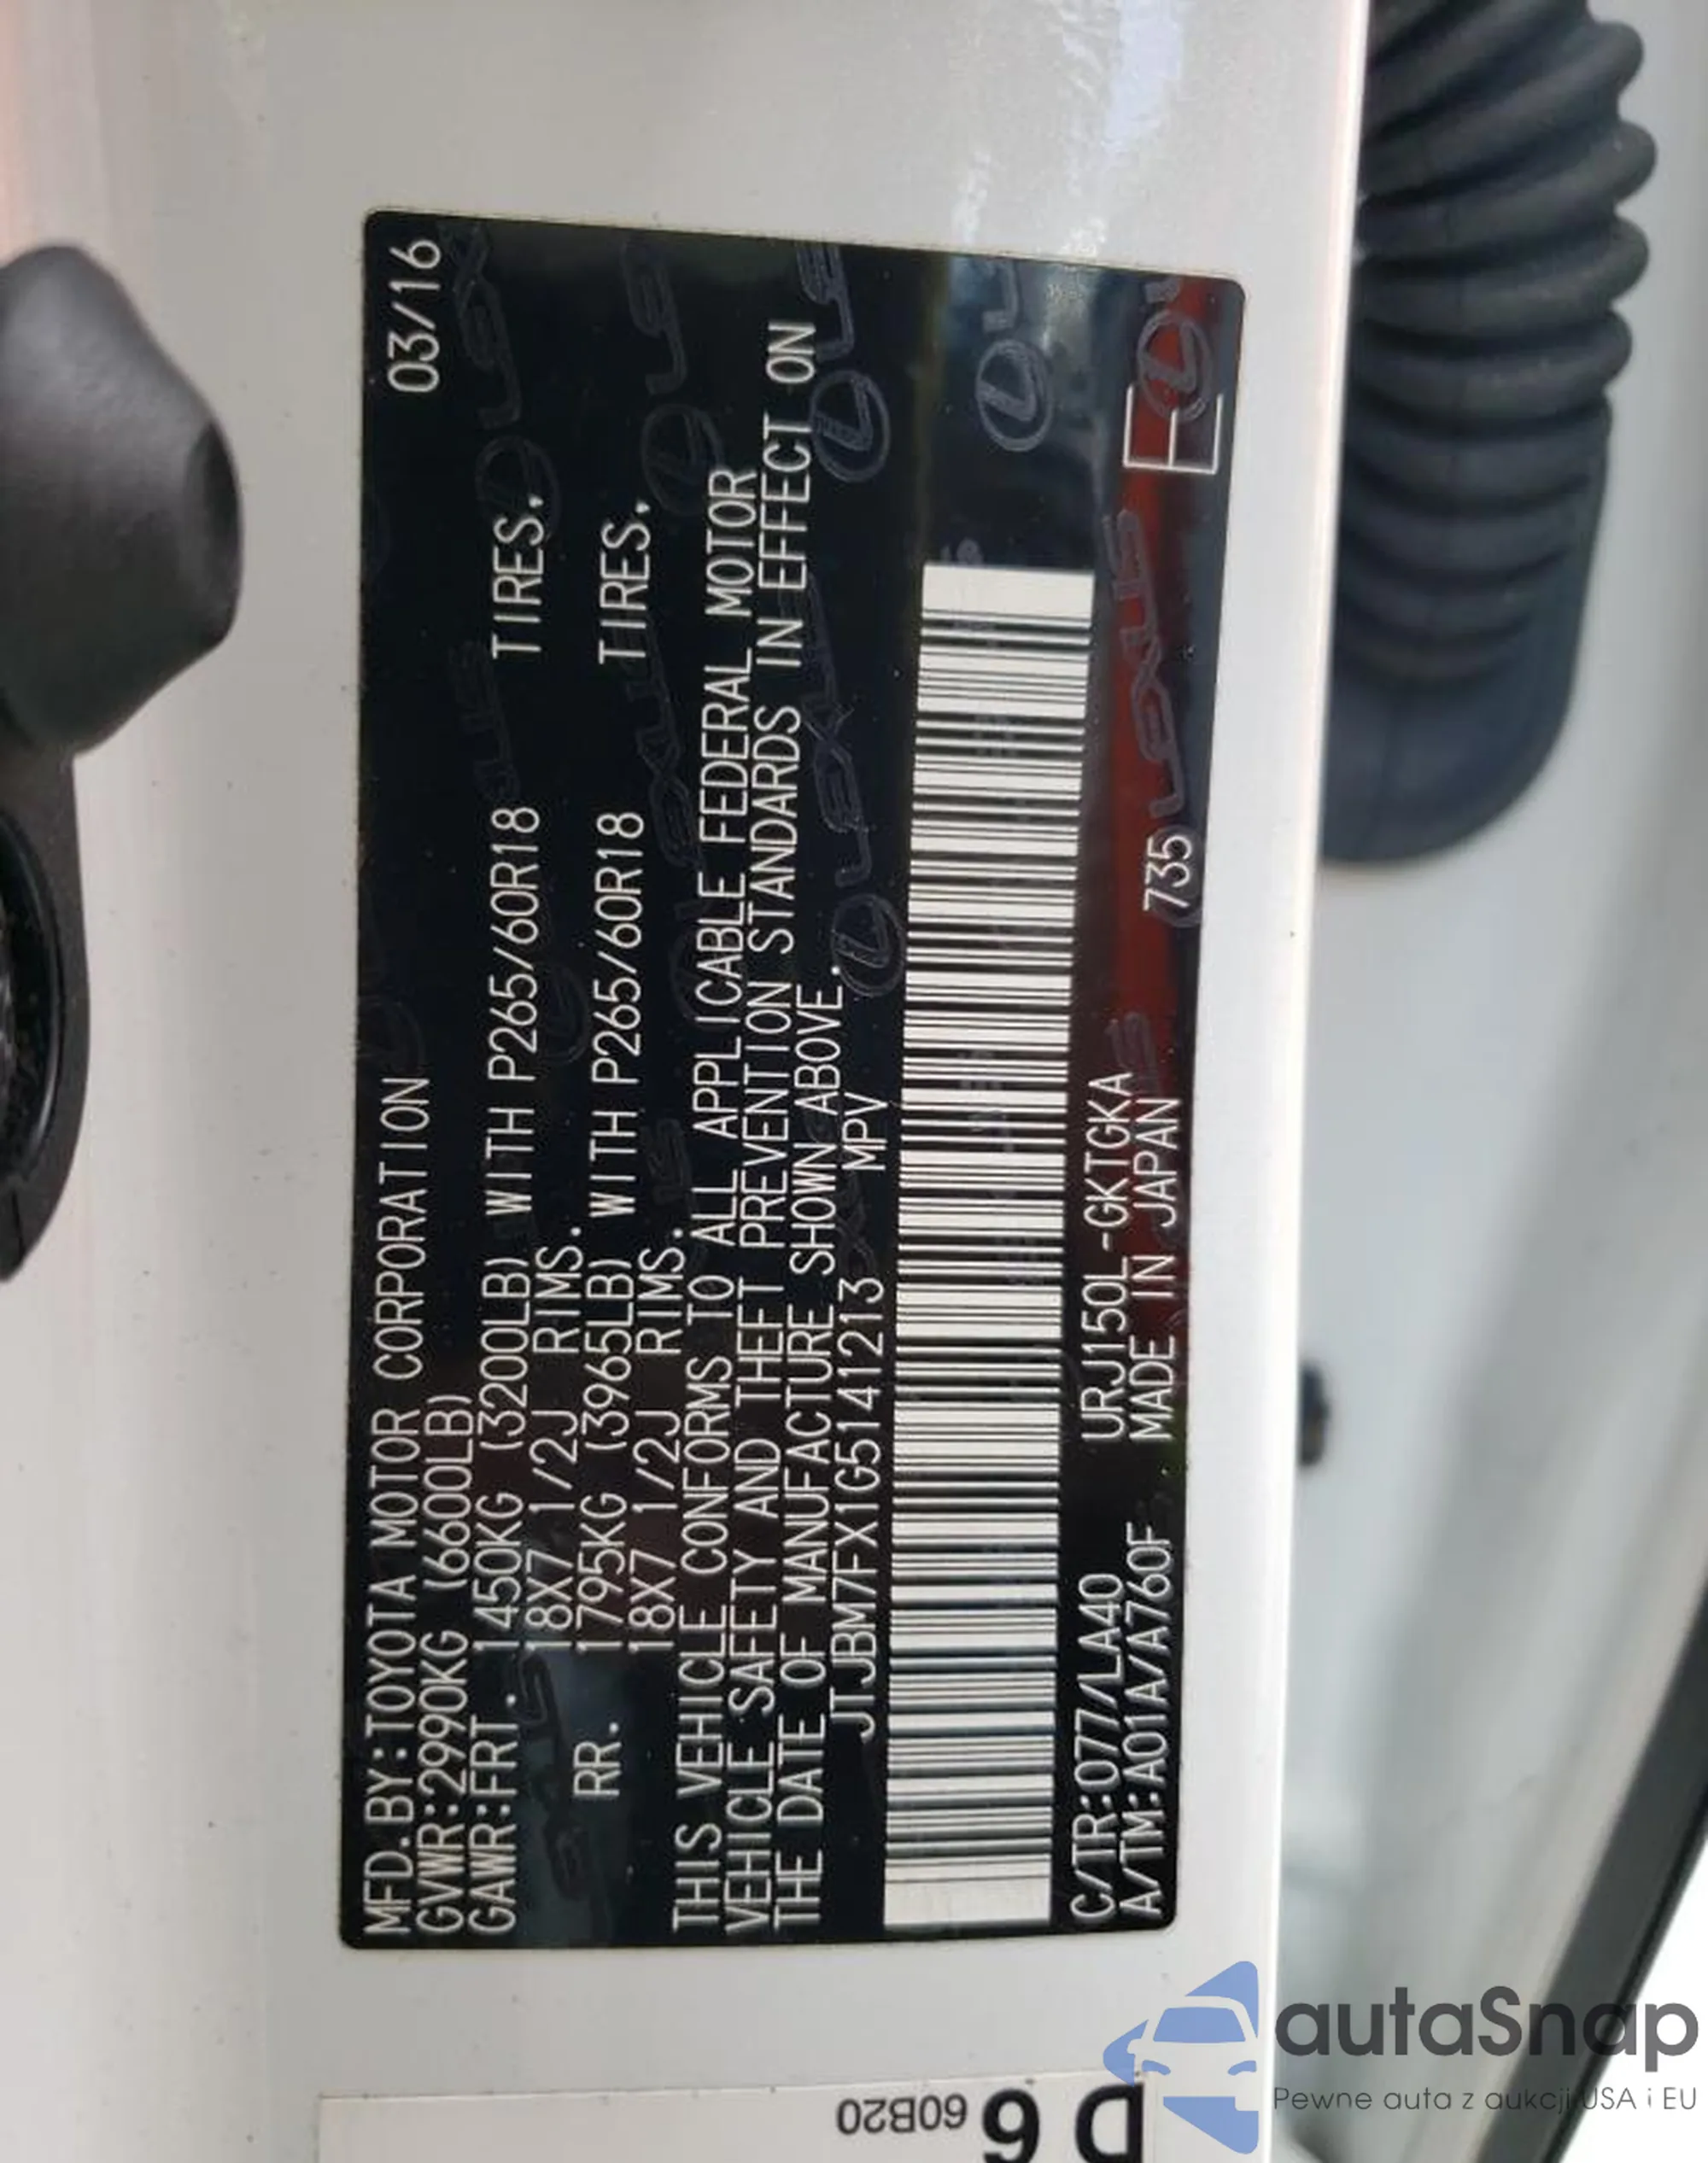 MFD.BY:TOYOTA MOTOR CORPORATION 03/16
GVWR:2990KG (6600LB)
GAWR:FRT. 1450KG (3200LB) WITH P265/60R18 TIRES,
18X7 1/2J RIMS.
RR. 1795KG (3965LB) WITH P265/60R18 TIRES,
18X7 1/2J RIMS.
THIS VEHICLE CONFORMS TO ALL APPLICABLE FEDERAL MOTOR
VEHICLE SAFETY AND THEFT PREVENTION STANDARDS IN EFFECT ON
THE DATE OF MANUFACTURE SHOWN ABOVE.
JTJBM7FX1G5141213 MPV
C/TR:077/LA40 URJ150L-GKTGKA
A/TM:A01A/A760F MADE IN JAPAN 735 E
D 6
60B20
autaSnap
Pewne auta z aukcji USA i EU